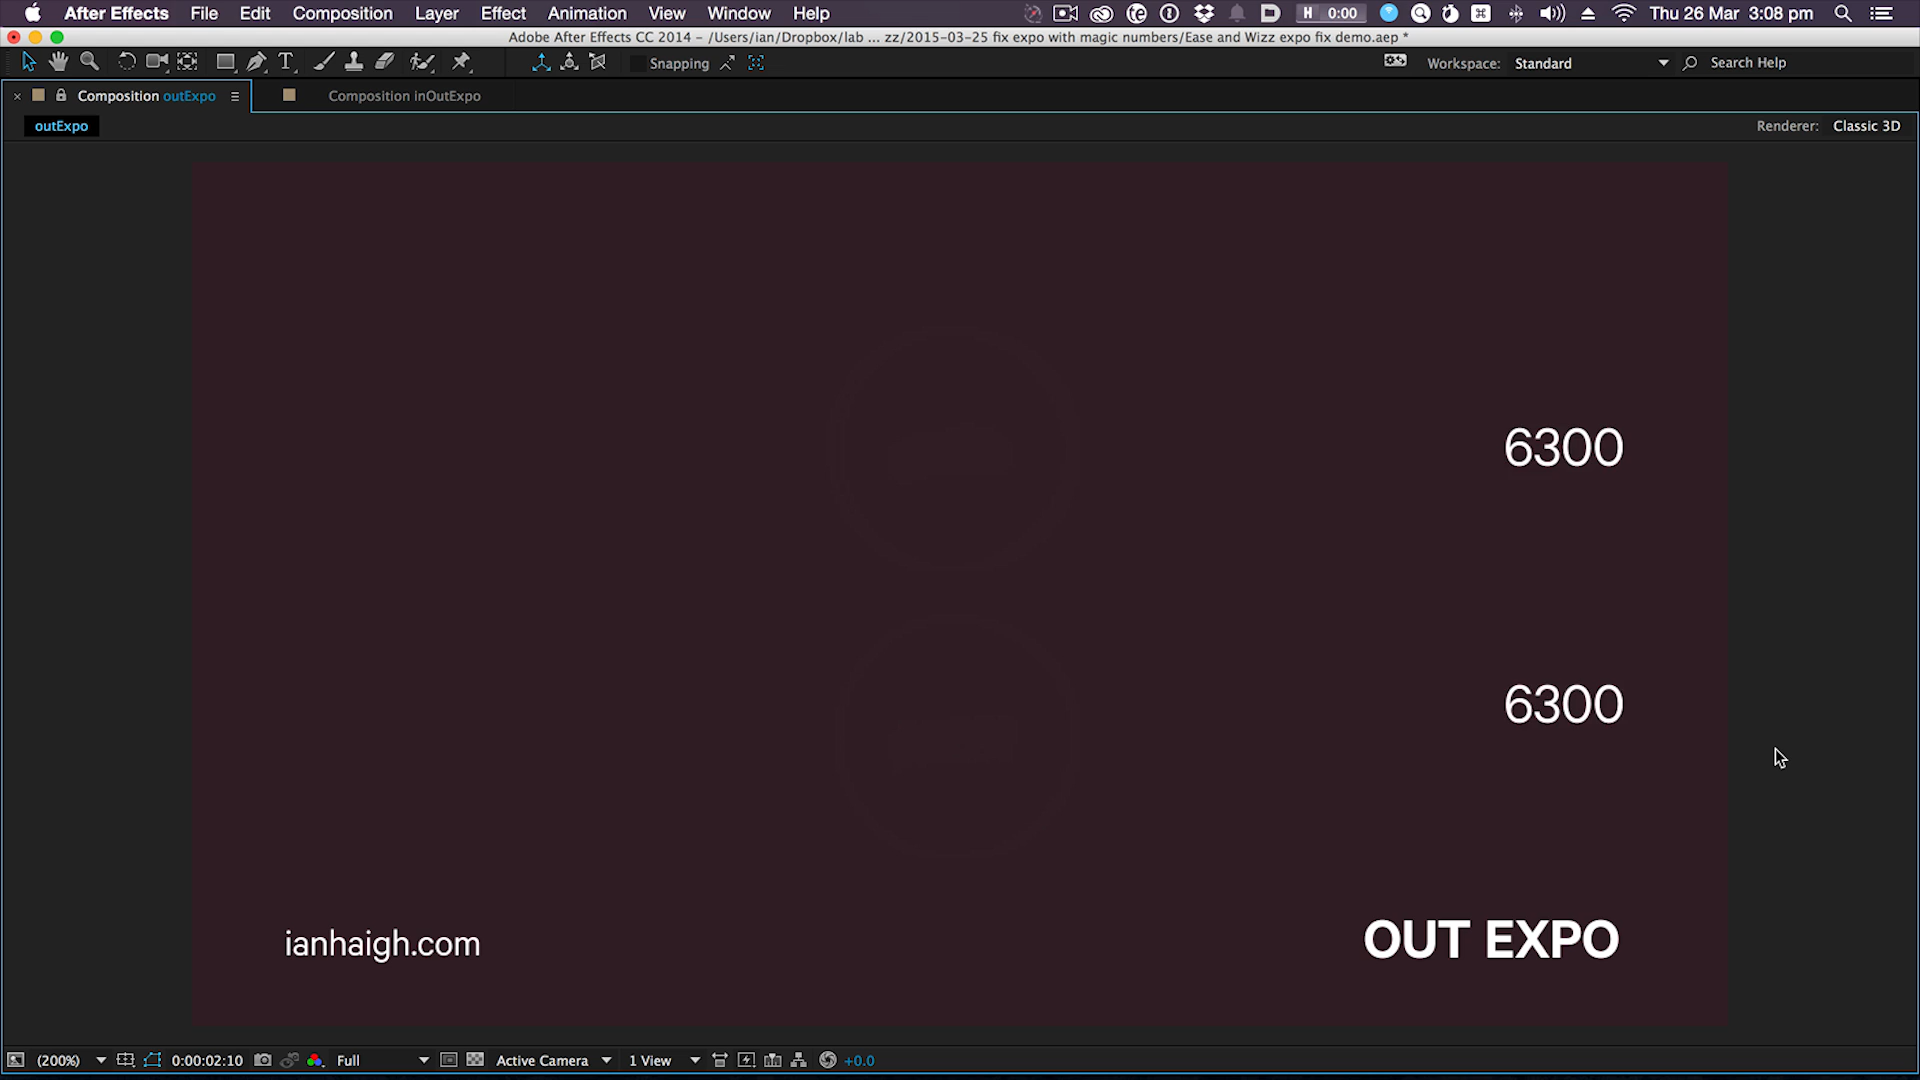 After Effects File Edit Composition Layer Effect Animation View Window Help H 0:00 Thu 26 Mar 3:08 pm
Adobe After Effects CC 2014 - /Users/ian/Dropbox/lab ... zz/2015-03-25 fix expo with magic numbers/Ease and Wizz expo fix demo.aep *
Snapping Workspace: Standard Search Help
Composition outExpo Composition inOutExpo
outExpo Renderer: Classic 3D
6300
6300
ianhaigh.com OUT EXPO
(200%) 0:00:02:10 Full Active Camera 1 View +0.0